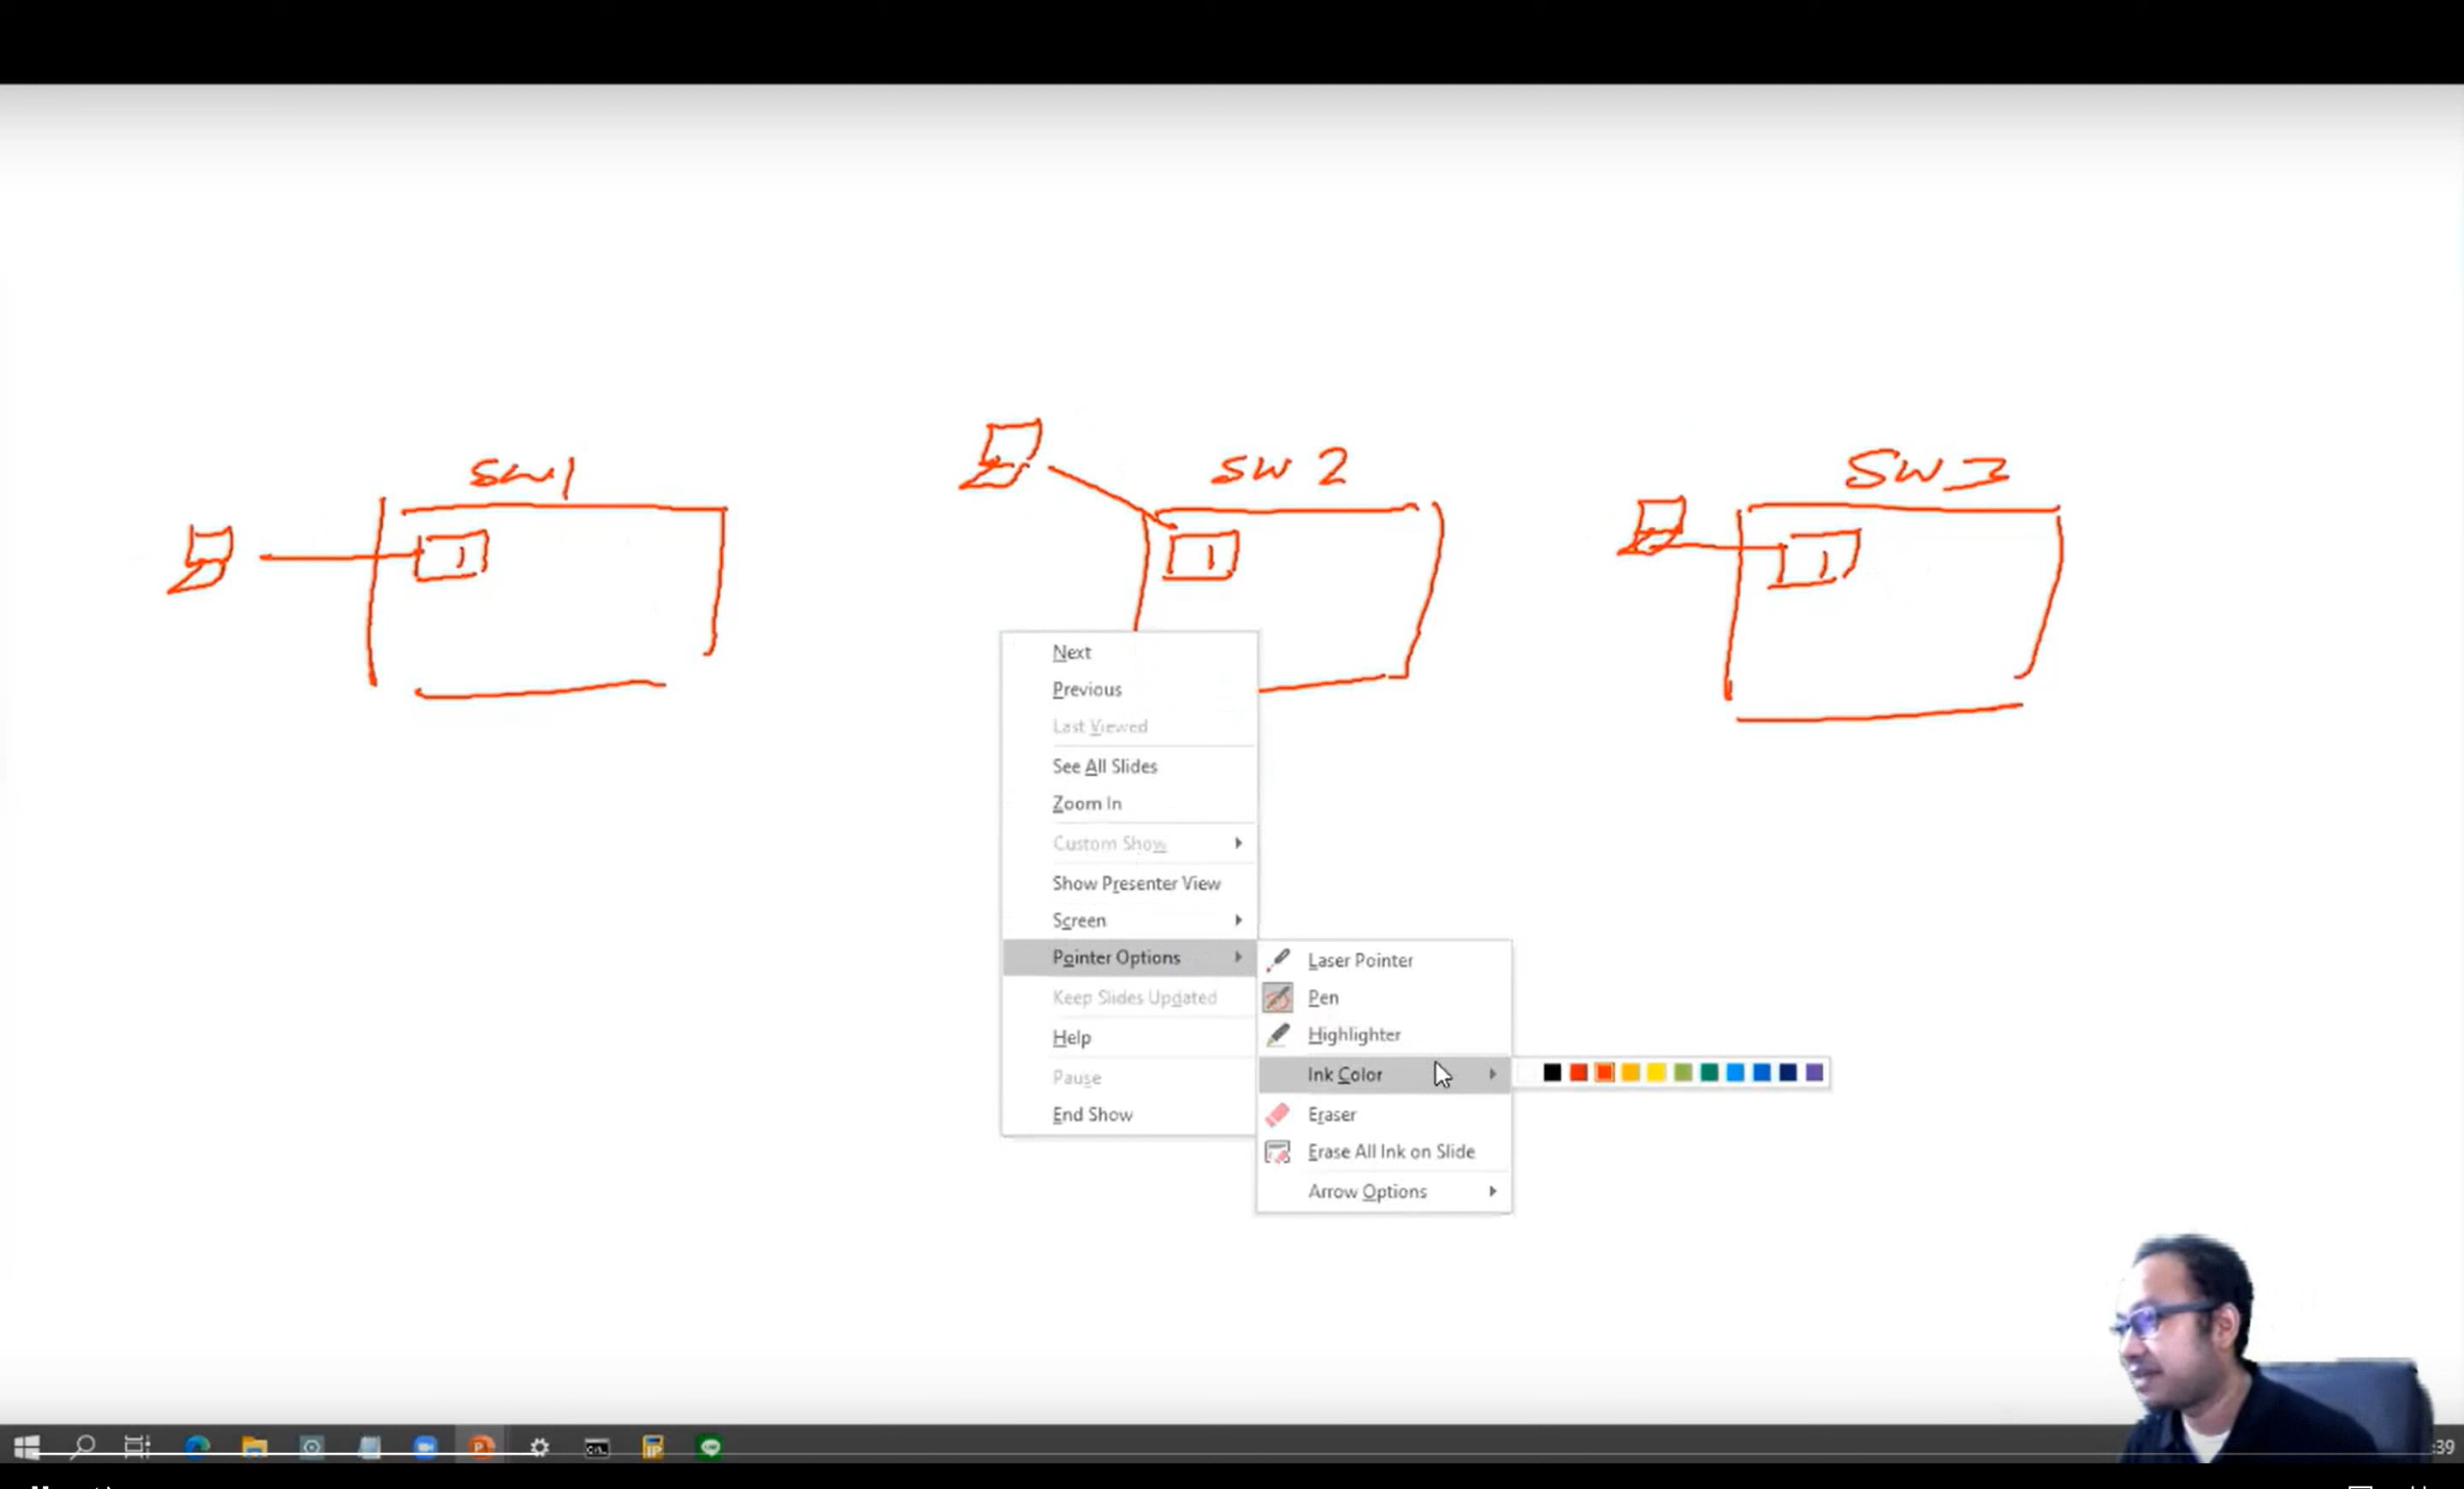 SW1
SW 2
SW 3
1
1
1
Next
Previous
Last Viewed
See All Slides
Zoom In
Custom Show
Show Presenter View
Screen
Pointer Options
Keep Slides Updated
Help
Pause
End Show
Laser Pointer
Pen
Highlighter
Ink Color
Eraser
Erase All Ink on Slide
Arrow Options
IP
:39